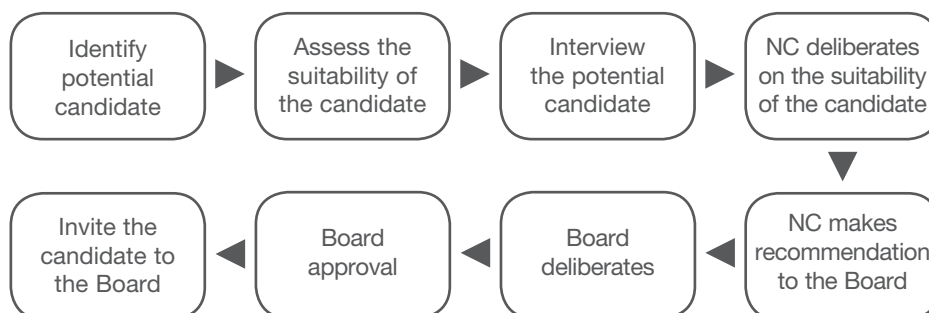 Identify
potential
candidate
Assess the
suitability of
the candidate
Interview
the potential
candidate
NC deliberates
on the suitability
of the candidate
NC makes
recommendation
to the Board
Board
deliberates
Board
approval
Invite the
candidate to
the Board